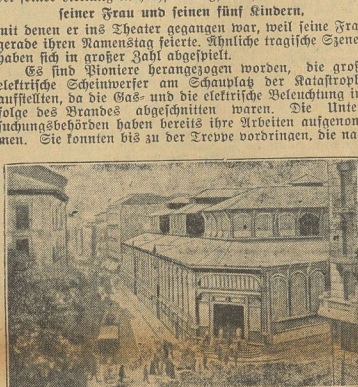 seiner Frau und seinen fünf Kindern,
mit denen er ins Theater gegangen war, weil seine Frau
gerade ihren Namenstag feierte. Ähnliche tragische Szene
haben sich in großer Zahl abgespielt.
Es sind Pioniere herangezogen worden, die groß
elektrische Scheinwerfer am Schauplatz der Katastrop
aufstellten, da die Gas- und die elektrische Beleuchtung in
folge des Brandes abgeschnitten waren. Die Unter
suchungsbehörden haben bereits ihre Arbeiten aufgenom
men. Sie konnten bis zu der Treppe vordringen, die na